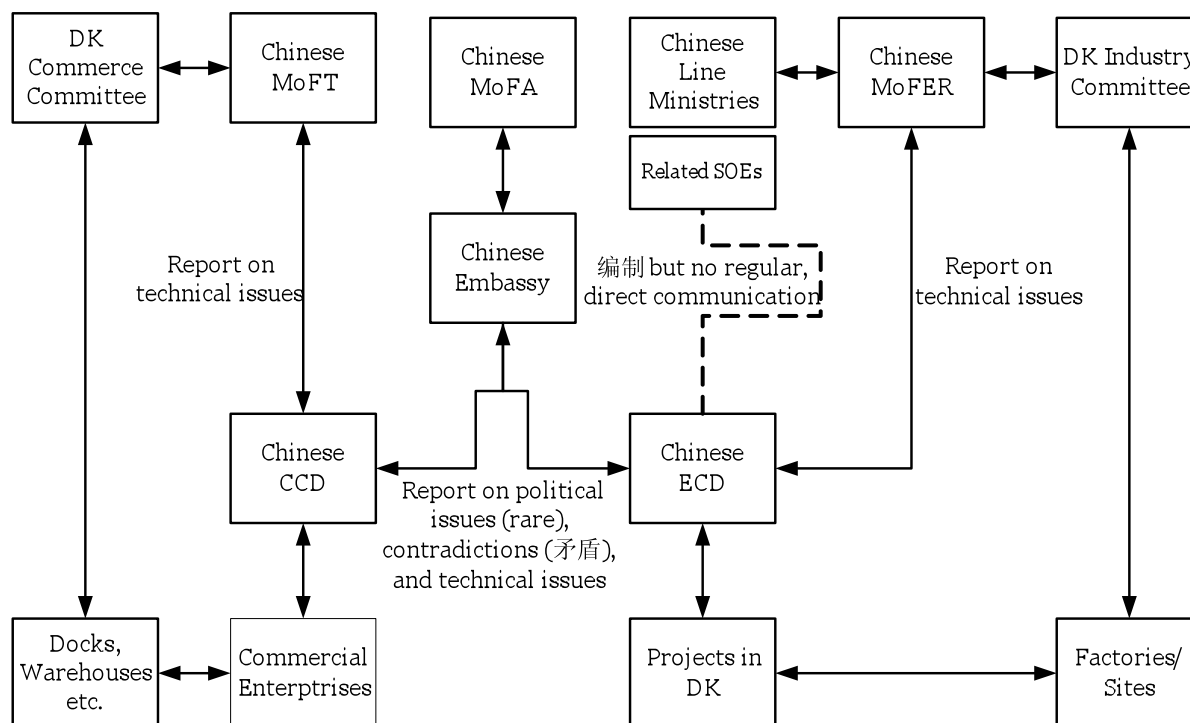 DK
Commerce
Committee
Chinese
MoFT
Chinese
MoFA
Chinese
Line
Ministries
Chinese
MoFER
DK Industry
Committee
Related SOEs
Chinese
Embassy
Report on
technical issues
编制 but no regular,
direct communication
Report on
technical issues
Chinese
CCD
Report on political
issues (rare),
contradictions (矛盾),
and technical issues
Chinese
ECD
Docks,
Warehouses
etc.
Commercial
Enterptrises
Projects in
DK
Factories/
Sites